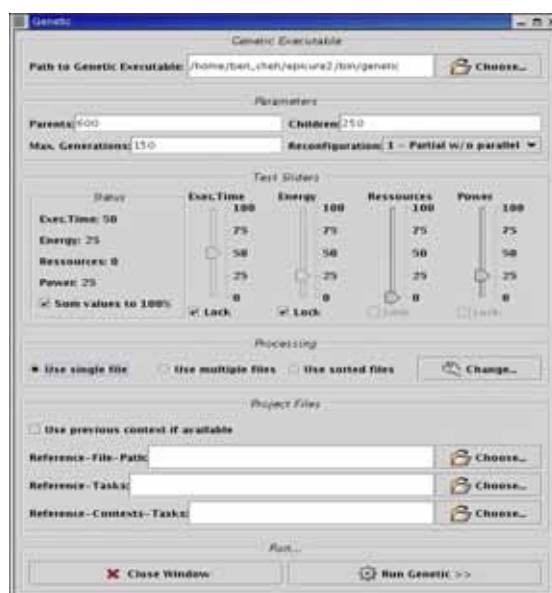 Genetic
Genetic Executable
Path to Genetic Executable: /home/ben_cheh/epicure2/bin/genetic Choose...
Parameters
Parents: 600 Children: 250
Max. Generations: 150 Reconfiguration: 1 - Partial w/o parallel
Test Sliders
Status Exec.Time Energy Ressources Power
100 100 100 100
Exec.Time: 50
75 75 75 75
Energy: 25
50 50 50 50
Ressources: 0
25 25 25 25
Power: 25
0 0 0 0
Sum values to 100%
Lock Lock Lock Lock
Processing
Use single file Use multiple files Use sorted files Change...
Project Files
Use previous context if available
Reference-File-Path: Choose...
Reference-Tasks: Choose...
Reference-Contexts-Tasks: Choose...
Run...
Close Window Run Genetic >>